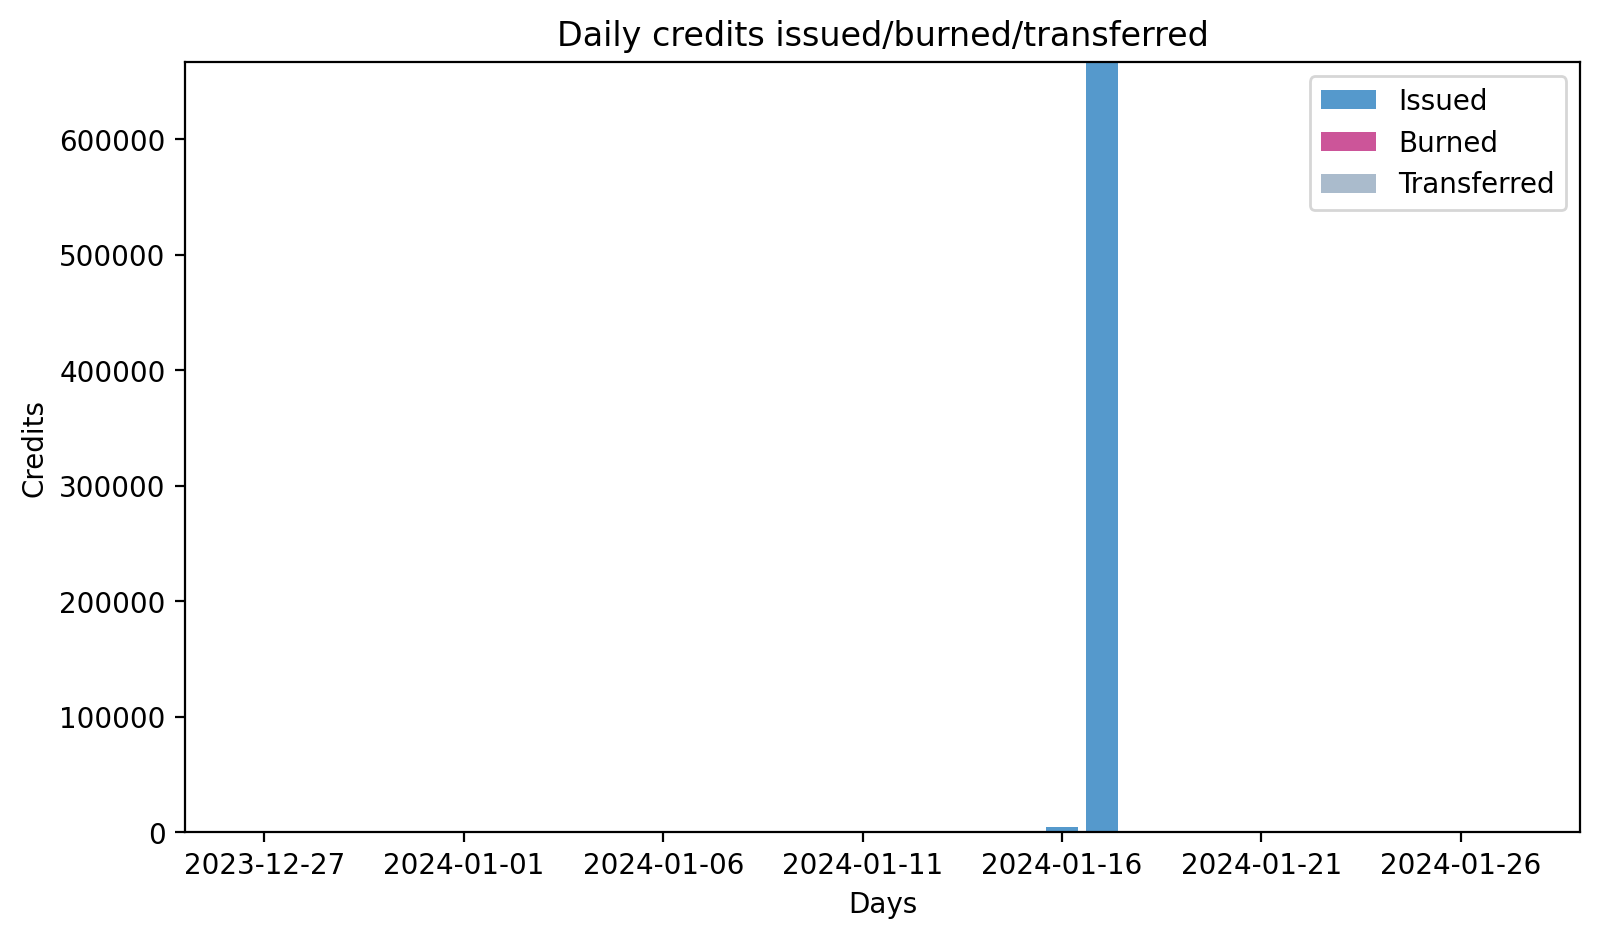 Daily credits issued/burned/transferred
Issued
Burned
Transferred
600000
500000
400000
300000
200000
100000
0
Credits
2023-12-27
2024-01-01
2024-01-06
2024-01-11
2024-01-16
2024-01-21
2024-01-26
Days